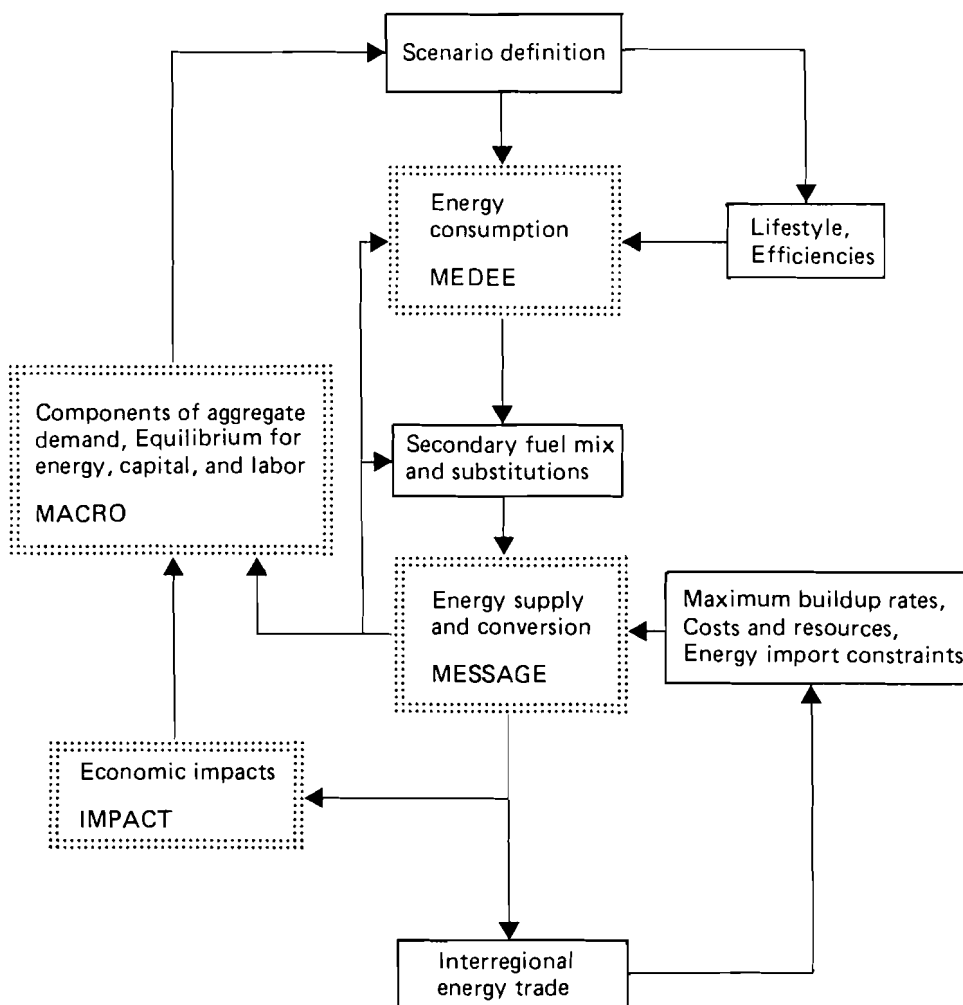 Scenario definition
Energy
consumption
MEDEE
Lifestyle,
Efficiencies
Components of aggregate
demand, Equilibrium for
energy, capital, and labor
MACRO
Secondary fuel mix
and substitutions
Energy supply
and conversion
MESSAGE
Maximum buildup rates,
Costs and resources,
Energy import constraints
Economic impacts
IMPACT
Interregional
energy trade